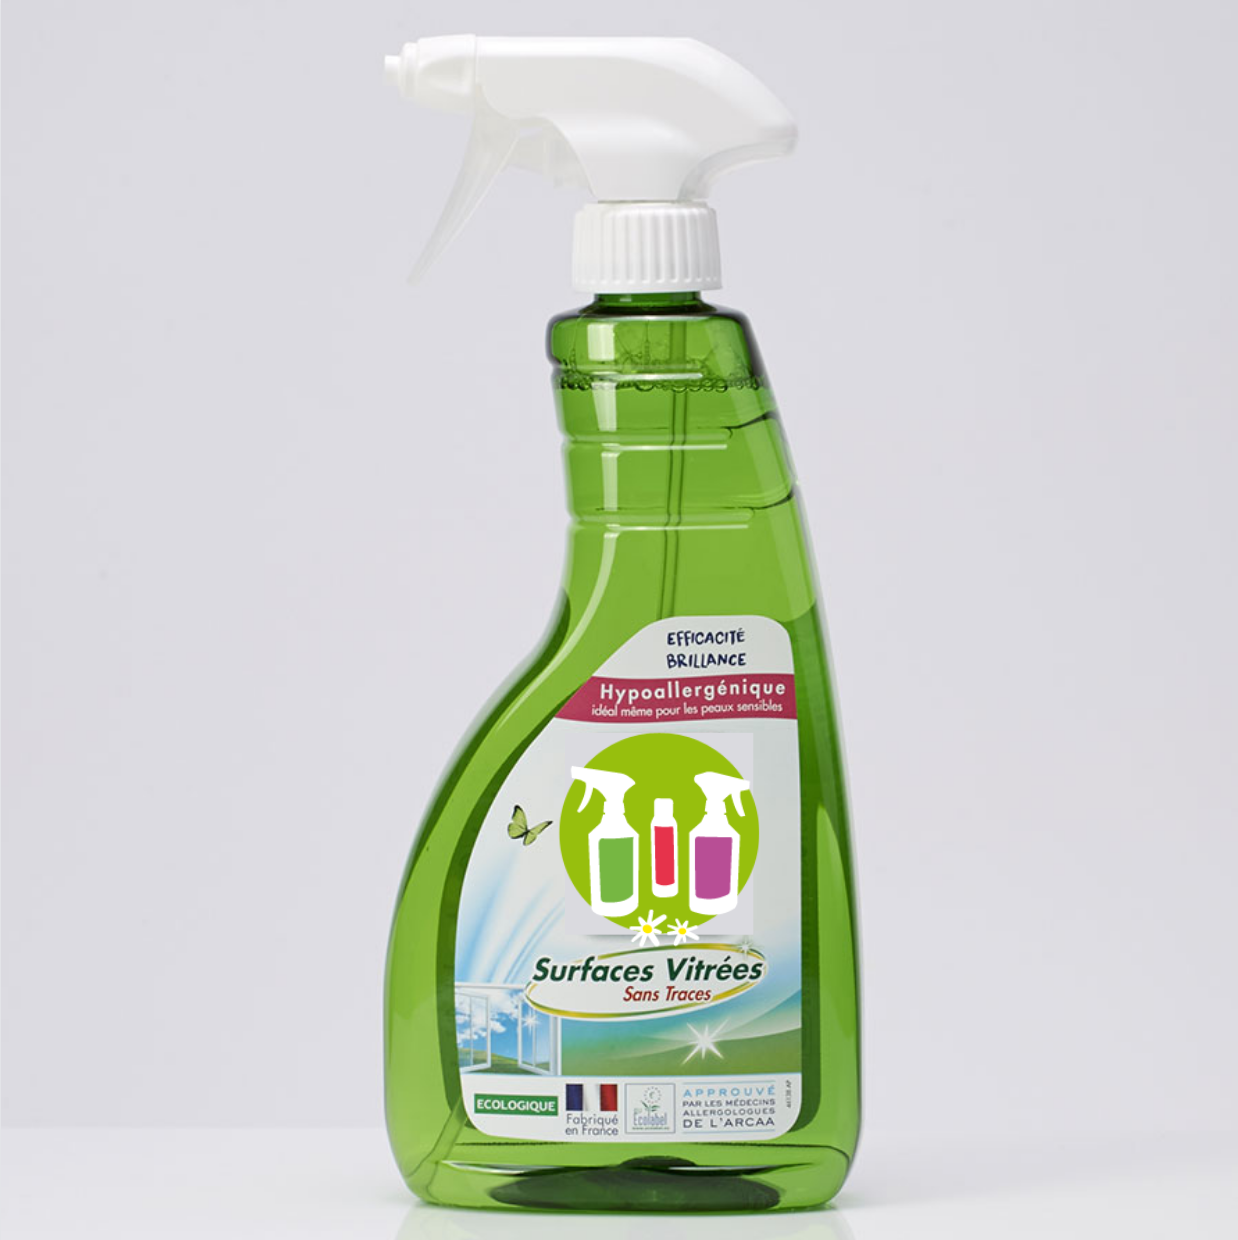 EFFICACITÉ
BRILLANCE
Hypoallergénique
idéal même pour les peaux sensibles
Surfaces Vitrées
Sans Traces
ECOLOGIQUE
Fabriqué
en France
Ecolabel
APPROUVÉ
PAR LES MÉDECINS
ALLERGOLOGUES
DE L'ARCAA